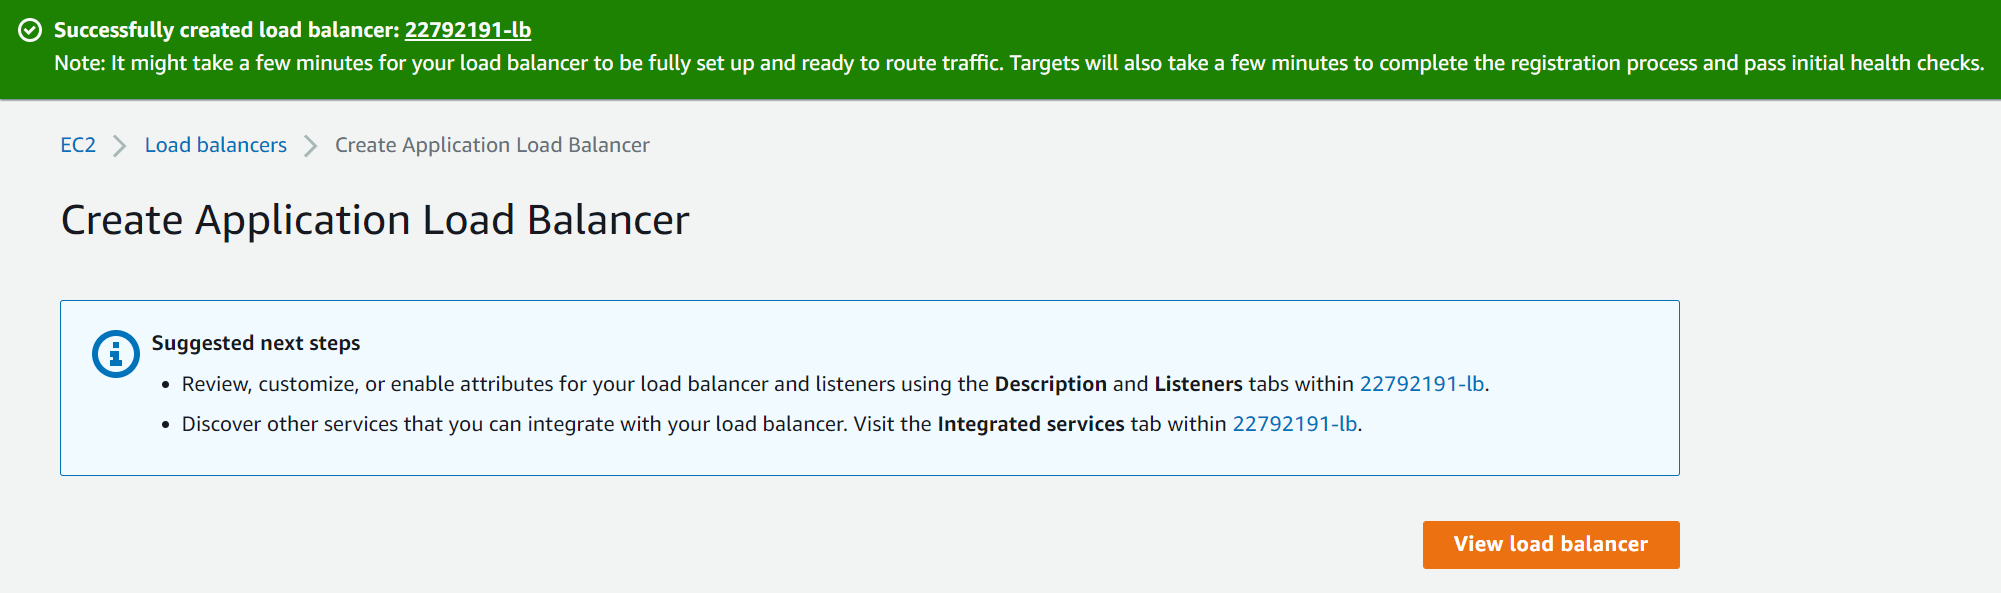 Successfully created load balancer: 22792191-lb
Note: It might take a few minutes for your load balancer to be fully set up and ready to route traffic. Targets will also take a few minutes to complete the registration process and pass initial health checks.
EC2 > Load balancers > Create Application Load Balancer
Create Application Load Balancer
Suggested next steps
• Review, customize, or enable attributes for your load balancer and listeners using the Description and Listeners tabs within 22792191-lb.
• Discover other services that you can integrate with your load balancer. Visit the Integrated services tab within 22792191-lb.
View load balancer